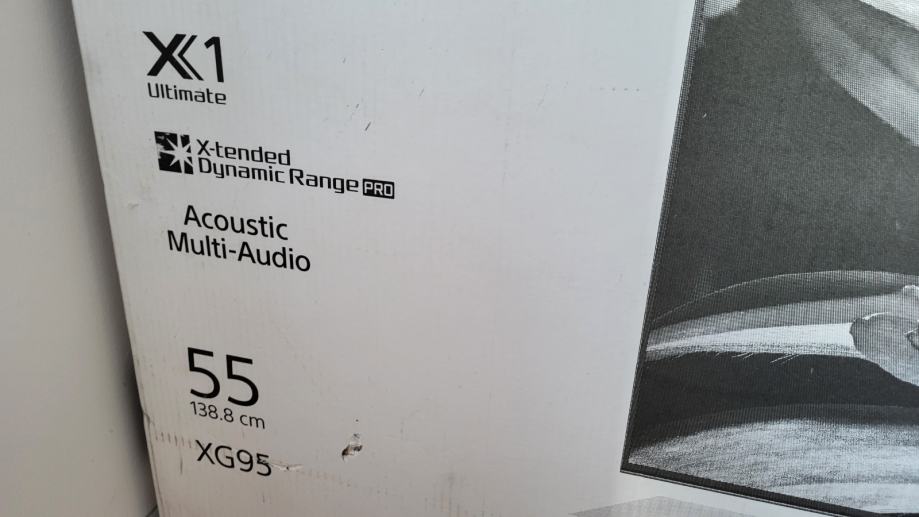 X1
Ultimate
X-tended
Dynamic Range PRO
Acoustic
Multi-Audio
55
138.8 cm
XG95